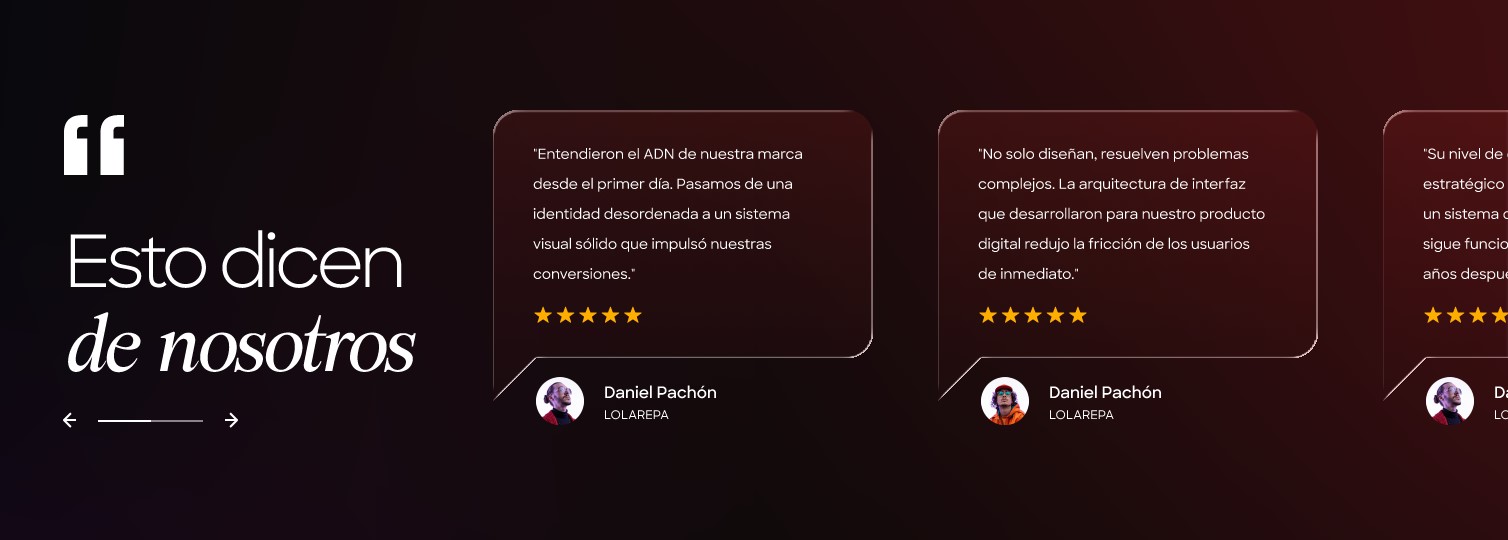 Esto dicen
de nosotros
"Entendieron el ADN de nuestra marca
desde el primer día. Pasamos de una
identidad desordenada a un sistema
visual sólido que impulsó nuestras
conversiones."
Daniel Pachón
LOLAREPA
"No solo diseñan, resuelven problemas
complejos. La arquitectura de interfaz
que desarrollaron para nuestro producto
digital redujo la fricción de los usuarios
de inmediato."
Daniel Pachón
LOLAREPA
"Su nivel de
estratégico
un sistema
sigue
años